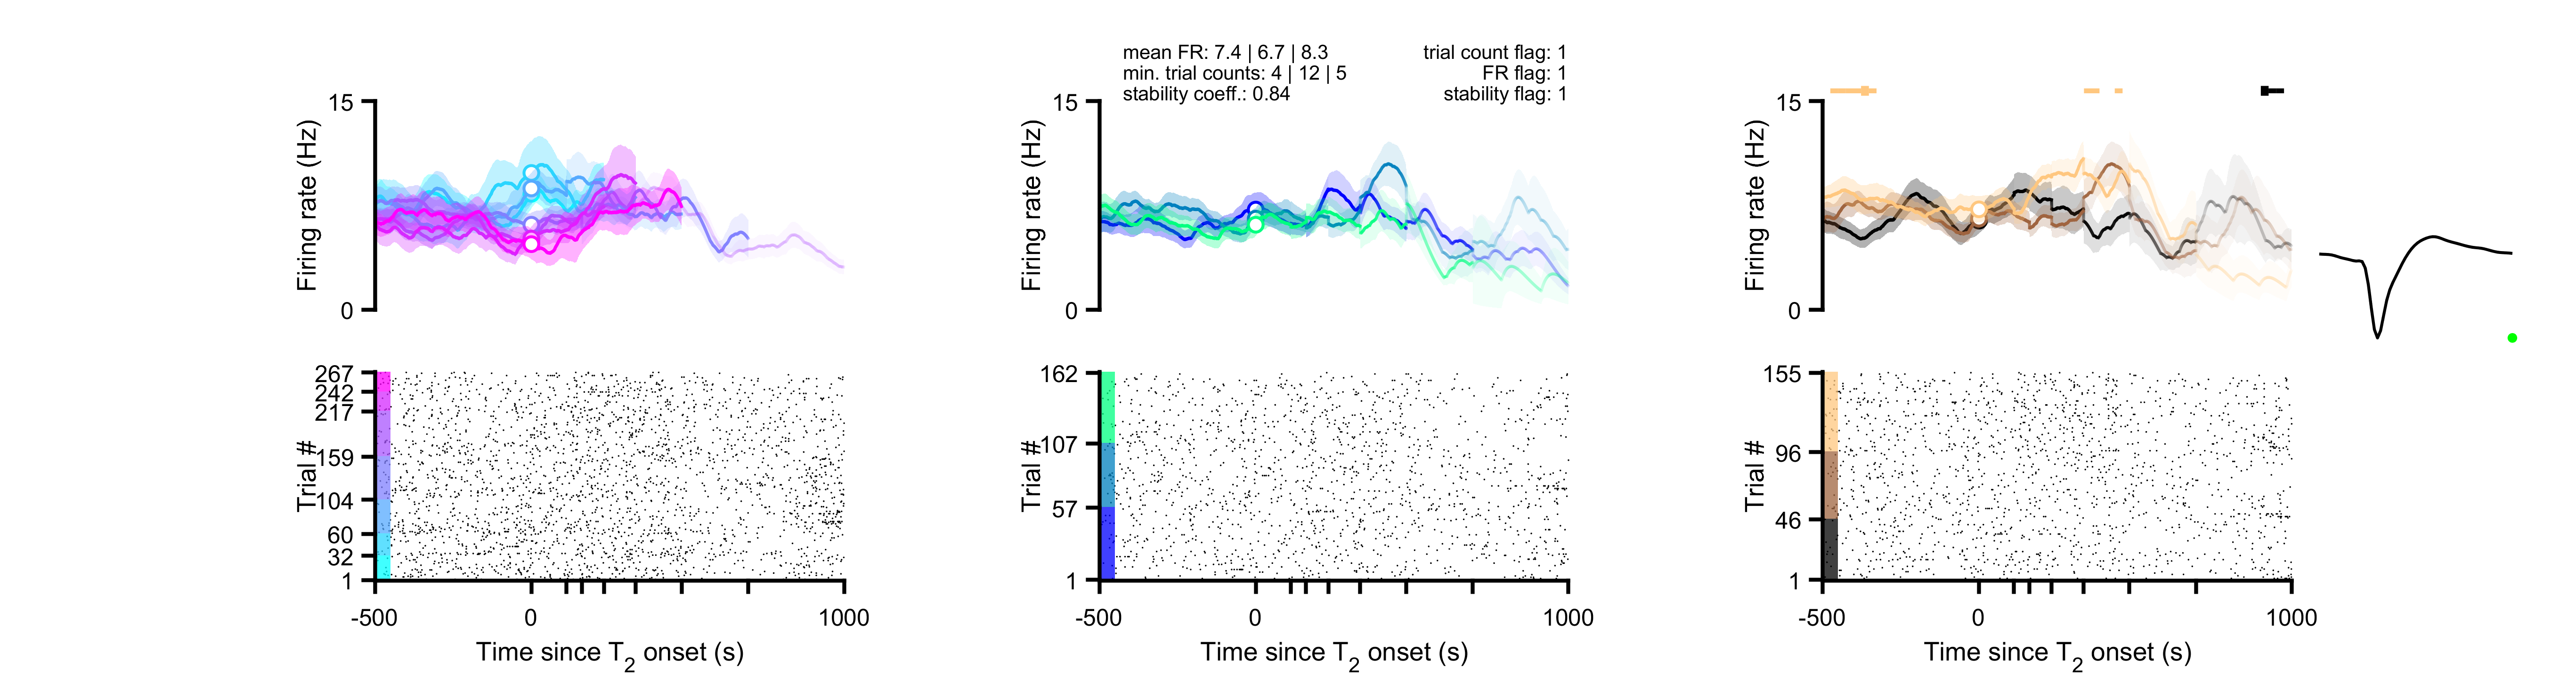 mean FR: 7.4 | 6.7 | 8.3
min. trial counts: 4 | 12 | 5
stability coeff.: 0.84
trial count flag: 1
FR flag: 1
stability flag: 1
15
Firing rate (Hz)
0
15
Firing rate (Hz)
0
15
Firing rate (Hz)
0
267
242
217
159
104
60
32
1
Trial #
-500
0
1000
Time since T2 onset (s)
162
107
57
1
Trial #
-500
0
1000
Time since T2 onset (s)
155
96
46
1
Trial #
-500
0
1000
Time since T2 onset (s)